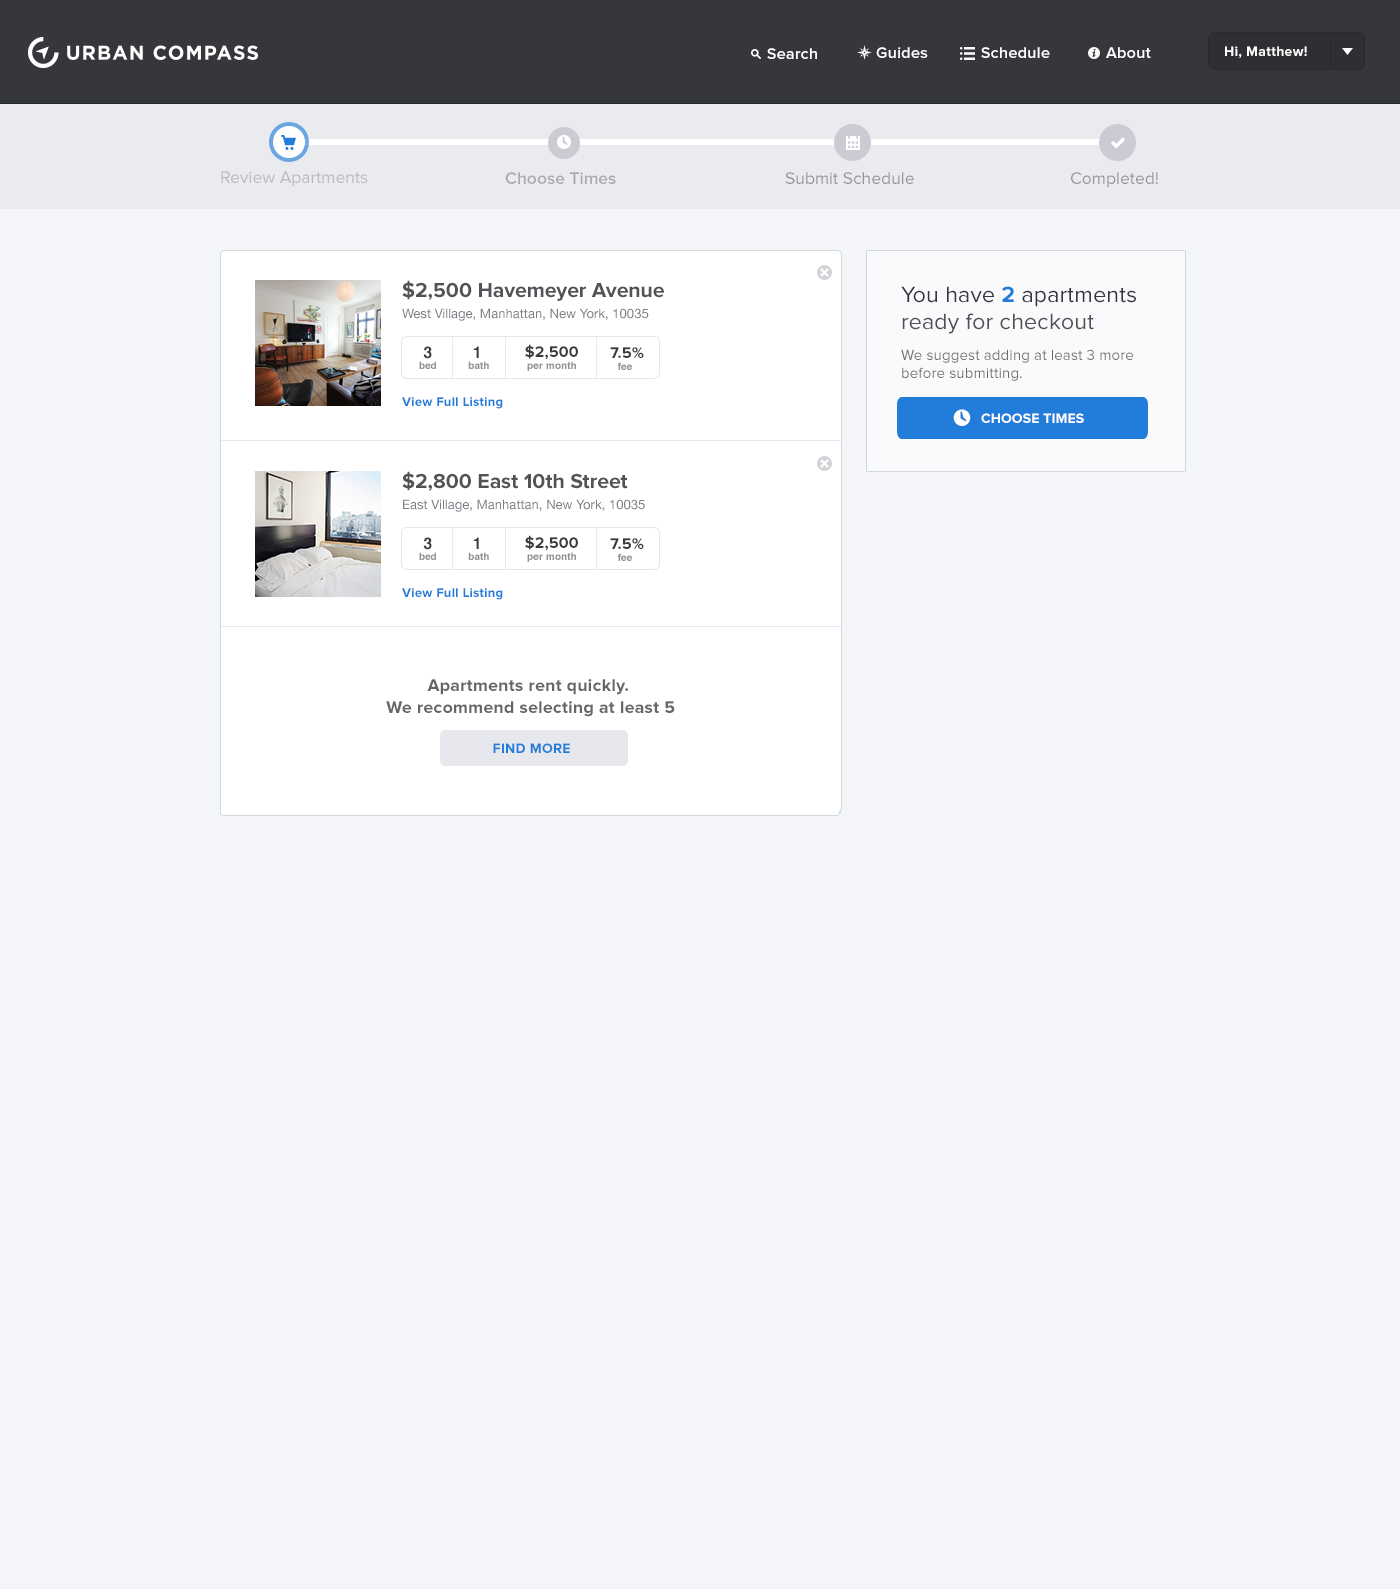 URBAN COMPASS
Search
Guides
Schedule
About
Hi, Matthew!
Review Apartments
Choose Times
Submit Schedule
Completed!
$2,500 Havemeyer Avenue
West Village, Manhattan, New York, 10035
3 1 $2,500 7.5%
bed bath per month fee
View Full Listing
$2,800 East 10th Street
East Village, Manhattan, New York, 10035
3 1 $2,500 7.5%
bed bath per month fee
View Full Listing
Apartments rent quickly.
We recommend selecting at least 5
FIND MORE
You have 2 apartments
ready for checkout
We suggest adding at least 3 more
before submitting.
CHOOSE TIMES